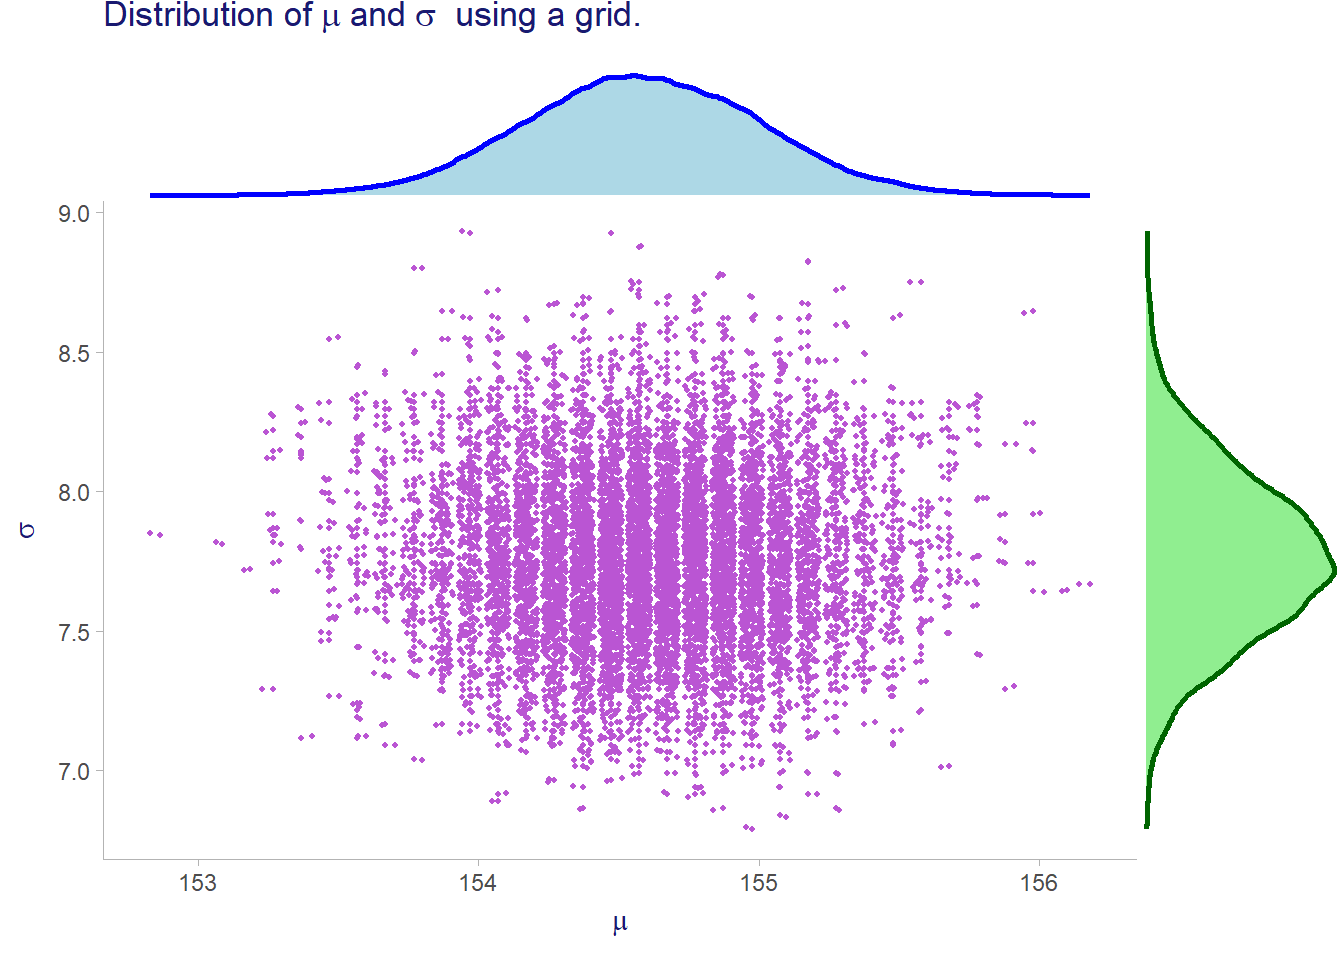 Distribution of μ and σ using a grid.
9.0
8.5
8.0
7.5
7.0
σ
153 154 155 156
μ